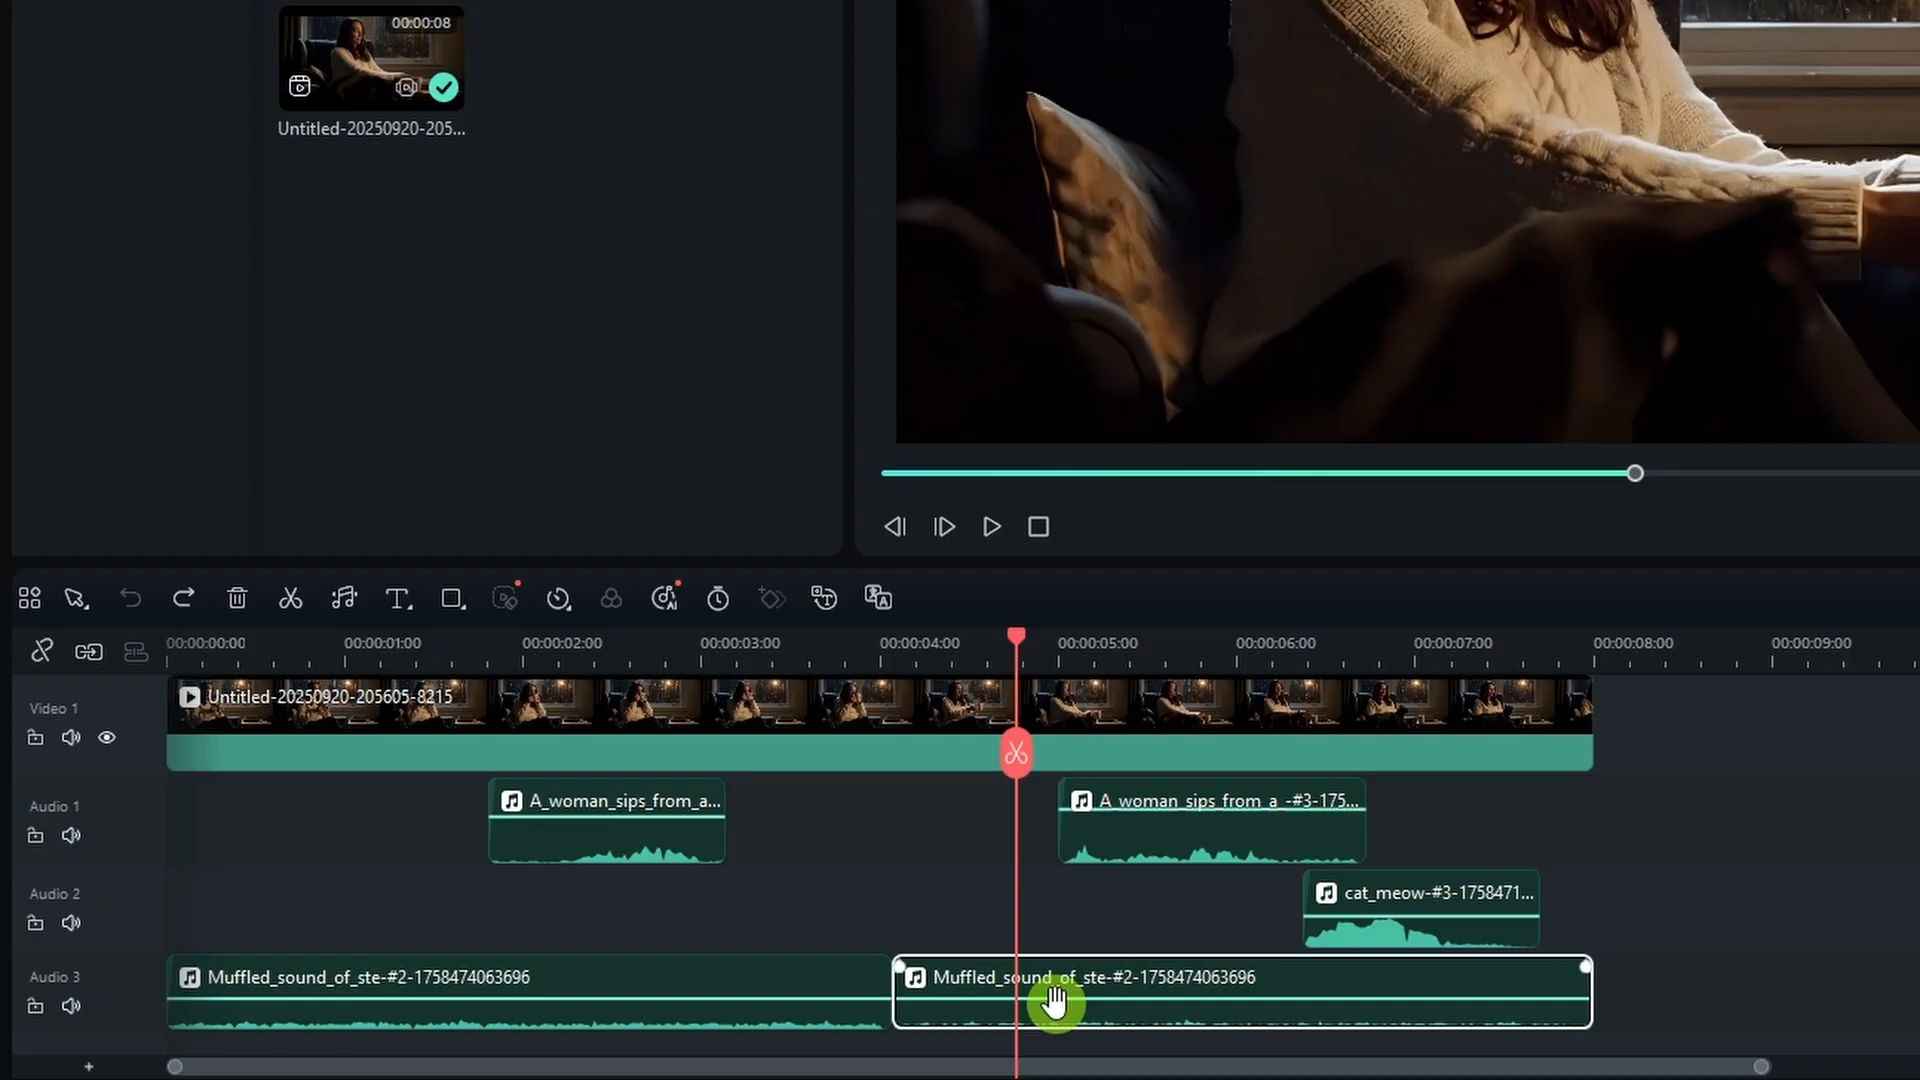 00:00:08
Untitled-20250920-205...
00:00:00:00
00:00:01:00
00:00:02:00
00:00:03:00
00:00:04:00
00:00:05:00
00:00:06:00
00:00:07:00
00:00:08:00
00:00:09:00
Video 1
Untitled-20250920-205605-8215
Audio 1
A_woman_sips_from_a...
A_woman_sips_from_a_-#3-175...
Audio 2
cat_meow-#3-1758471...
Audio 3
Muffled_sound_of_ste-#2-1758474063696
Muffled_sound_of_ste-#2-1758474063696